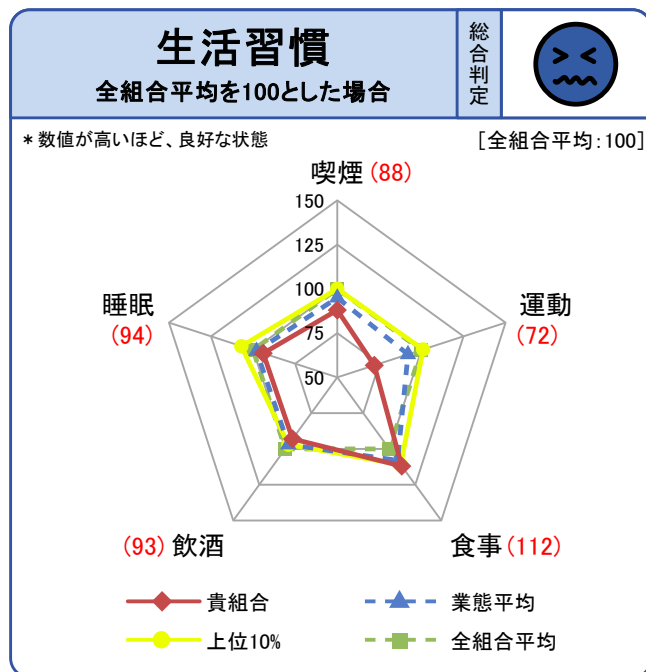 生活習慣
全組合平均を100とした場合
総合判定
＊数値が高いほど、良好な状態
［全組合平均：100］
喫煙(88)
150
125
100
75
50
睡眠
(94)
運動
(72)
(93)飲酒
食事(112)
貴組合
業態平均
上位10%
全組合平均